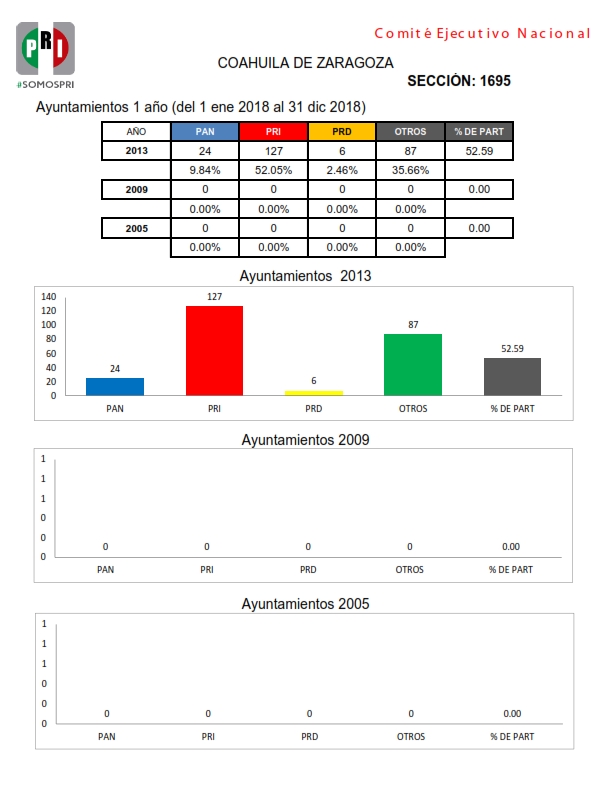 Comité Ejecutivo Nacional
PRI
#SOMOSPRI
COAHUILA DE ZARAGOZA
SECCIÓN: 1695
Ayuntamientos 1 año (del 1 ene 2018 al 31 dic 2018)
AÑO PAN PRI PRD OTROS % DE PART
2013 24 127 6 87 52.59
9.84% 52.05% 2.46% 35.66%
2009 0 0 0 0 0.00
0.00% 0.00% 0.00% 0.00%
2005 0 0 0 0 0.00
0.00% 0.00% 0.00% 0.00%
Ayuntamientos 2013
140
120
100
80
60
40
20
0
24
127
6
87
52.59
PAN PRI PRD OTROS % DE PART
Ayuntamientos 2009
1
1
1
0
0
0
0 0 0 0 0.00
PAN PRI PRD OTROS % DE PART
Ayuntamientos 2005
1
1
1
0
0
0
0 0 0 0 0.00
PAN PRI PRD OTROS % DE PART